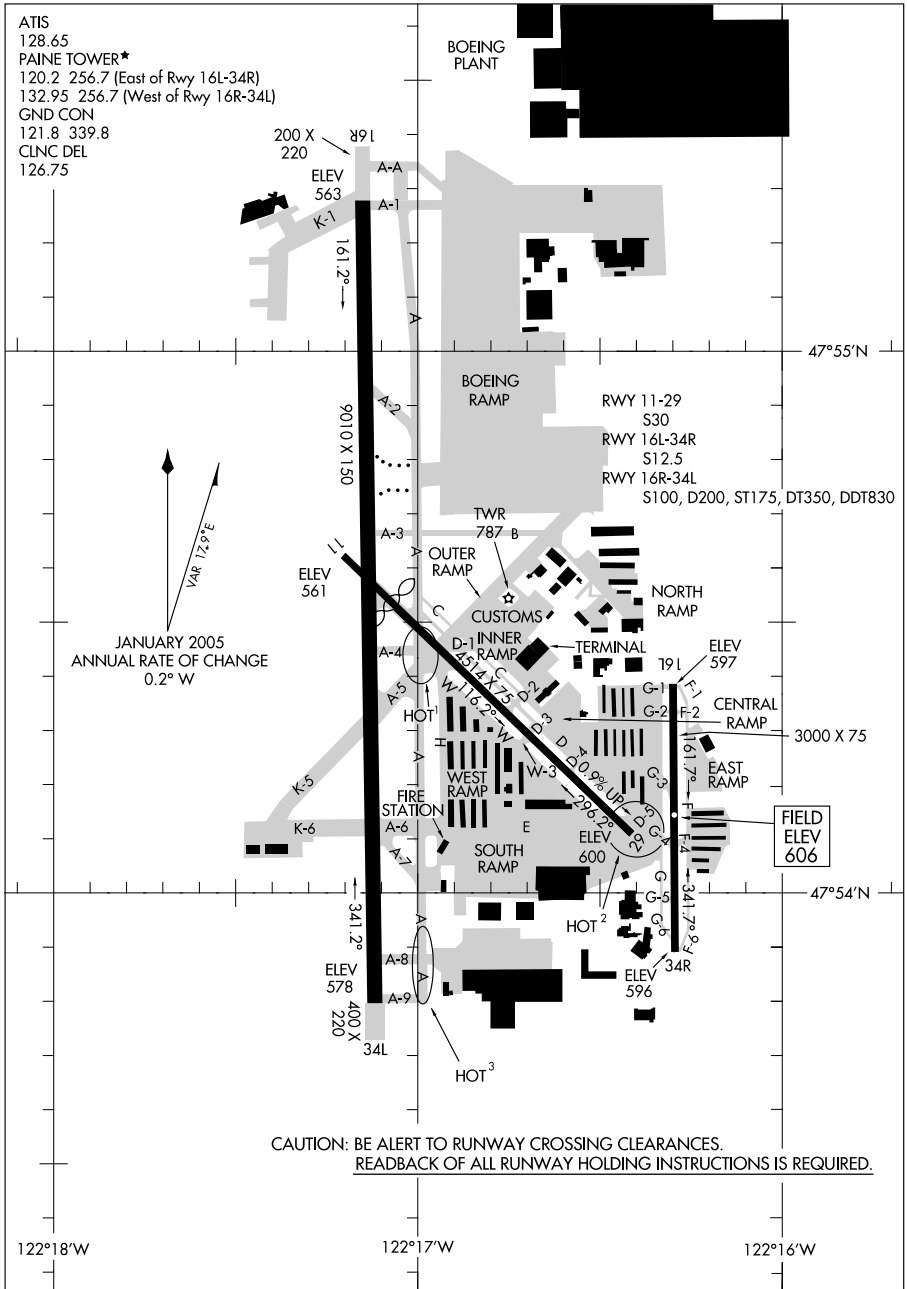 ATIS
128.65
PAINE TOWER★
120.2 256.7 (East of Rwy 16L-34R)
132.95 256.7 (West of Rwy 16R-34L)
GND CON
121.8 339.8
CLNC DEL
126.75
BOEING
PLANT
200 X
220
16R
A-A
ELEV
563
A-1
K-1
161.2°
A
47°55'N
BOEING
RAMP
A-2
9010 X 150
RWY 11-29
S30
RWY 16L-34R
S12.5
RWY 16R-34L
S100, D200, ST175, DT350, DDT830
VAR 17.9°E
JANUARY 2005
ANNUAL RATE OF CHANGE
0.2° W
TWR
787
B
A-3
A
11
ELEV
561
OUTER
RAMP
NORTH
RAMP
C
CUSTOMS
INNER
RAMP
TERMINAL
D-1
A-4
4514 X 75
C
D-2
16L
ELEV
597
G-1
F-1
A-5
W
116.2°
HOT 1
D-3
G-2
F-2
CENTRAL
RAMP
3000 X 75
H
A
W
D
W-3
D-4
0.9% UP
G-3
161.7°
EAST
RAMP
WEST
RAMP
K-5
FIRE
STATION
296.2°
F
D-5
K-6
A-6
E
29
G-4
F-4
FIELD
ELEV
606
A-7
SOUTH
RAMP
ELEV
600
G
47°54'N
341.2°
G-5
341.7°
A
HOT 2
G-6
F-6
A-8
A
34R
ELEV
578
A-9
ELEV
596
400 X
220
34L
HOT 3
CAUTION: BE ALERT TO RUNWAY CROSSING CLEARANCES.
READBACK OF ALL RUNWAY HOLDING INSTRUCTIONS IS REQUIRED.
122°18'W
122°17'W
122°16'W